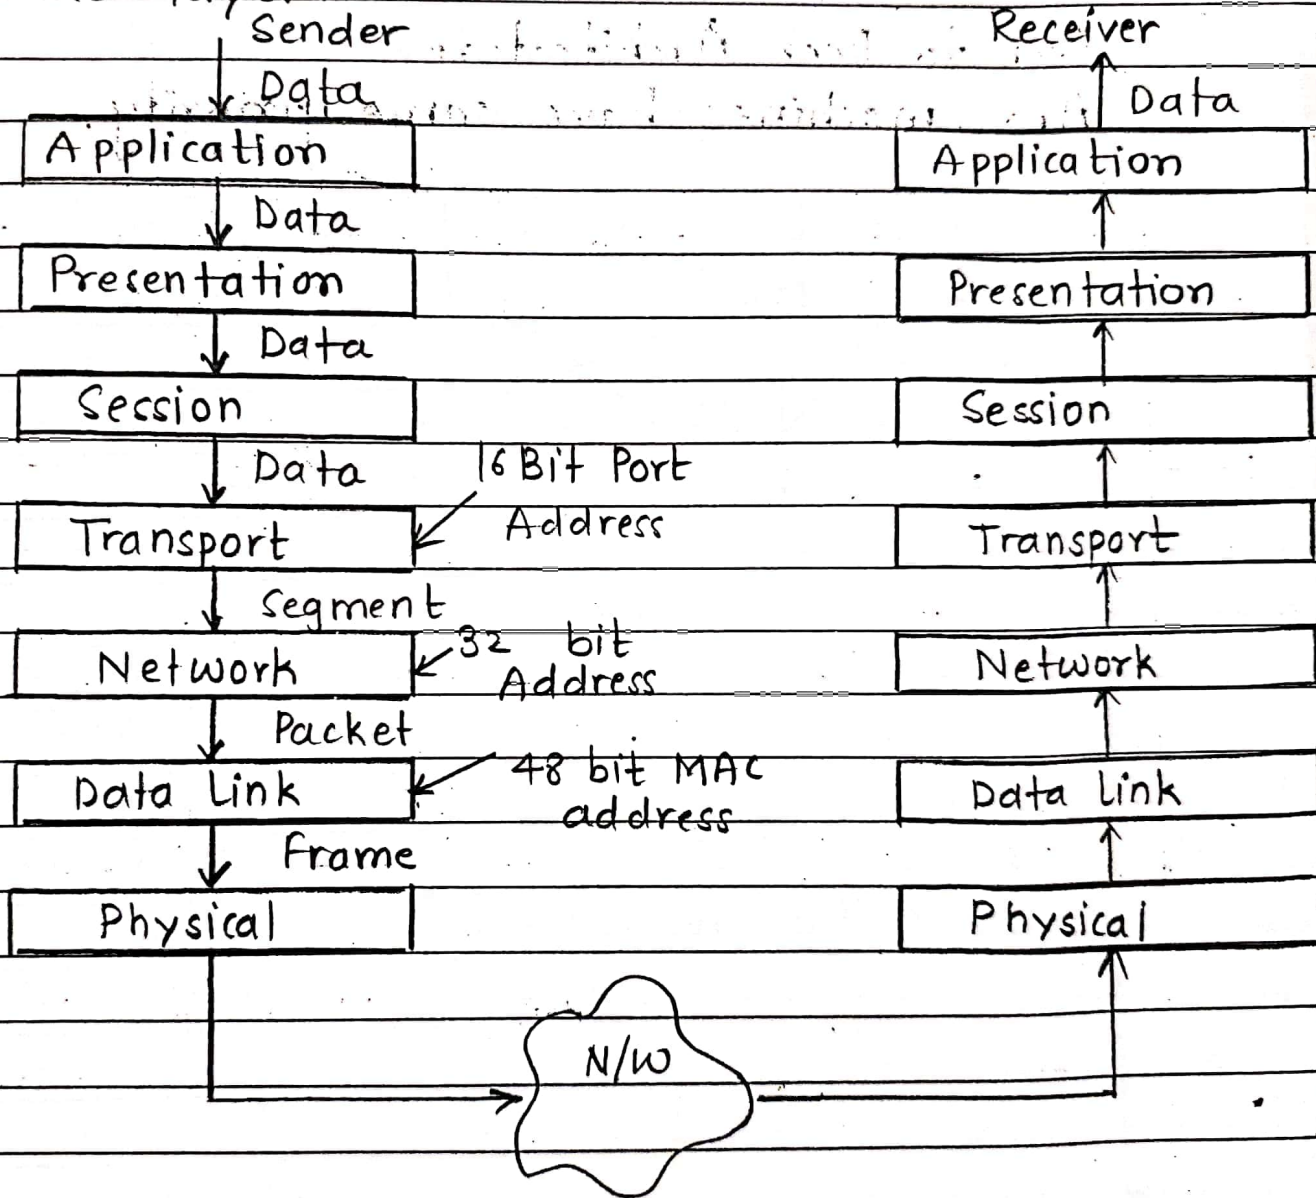 Sender Receiver
Data Data
Application Application
Data
Presentation Presentation
Data
Session Session
Data 16 Bit Port
Address
Transport Transport
Segment
32 bit
Network Address Network
Packet
48 bit MAC
Data Link address Data Link
Frame
Physical Physical
N/W